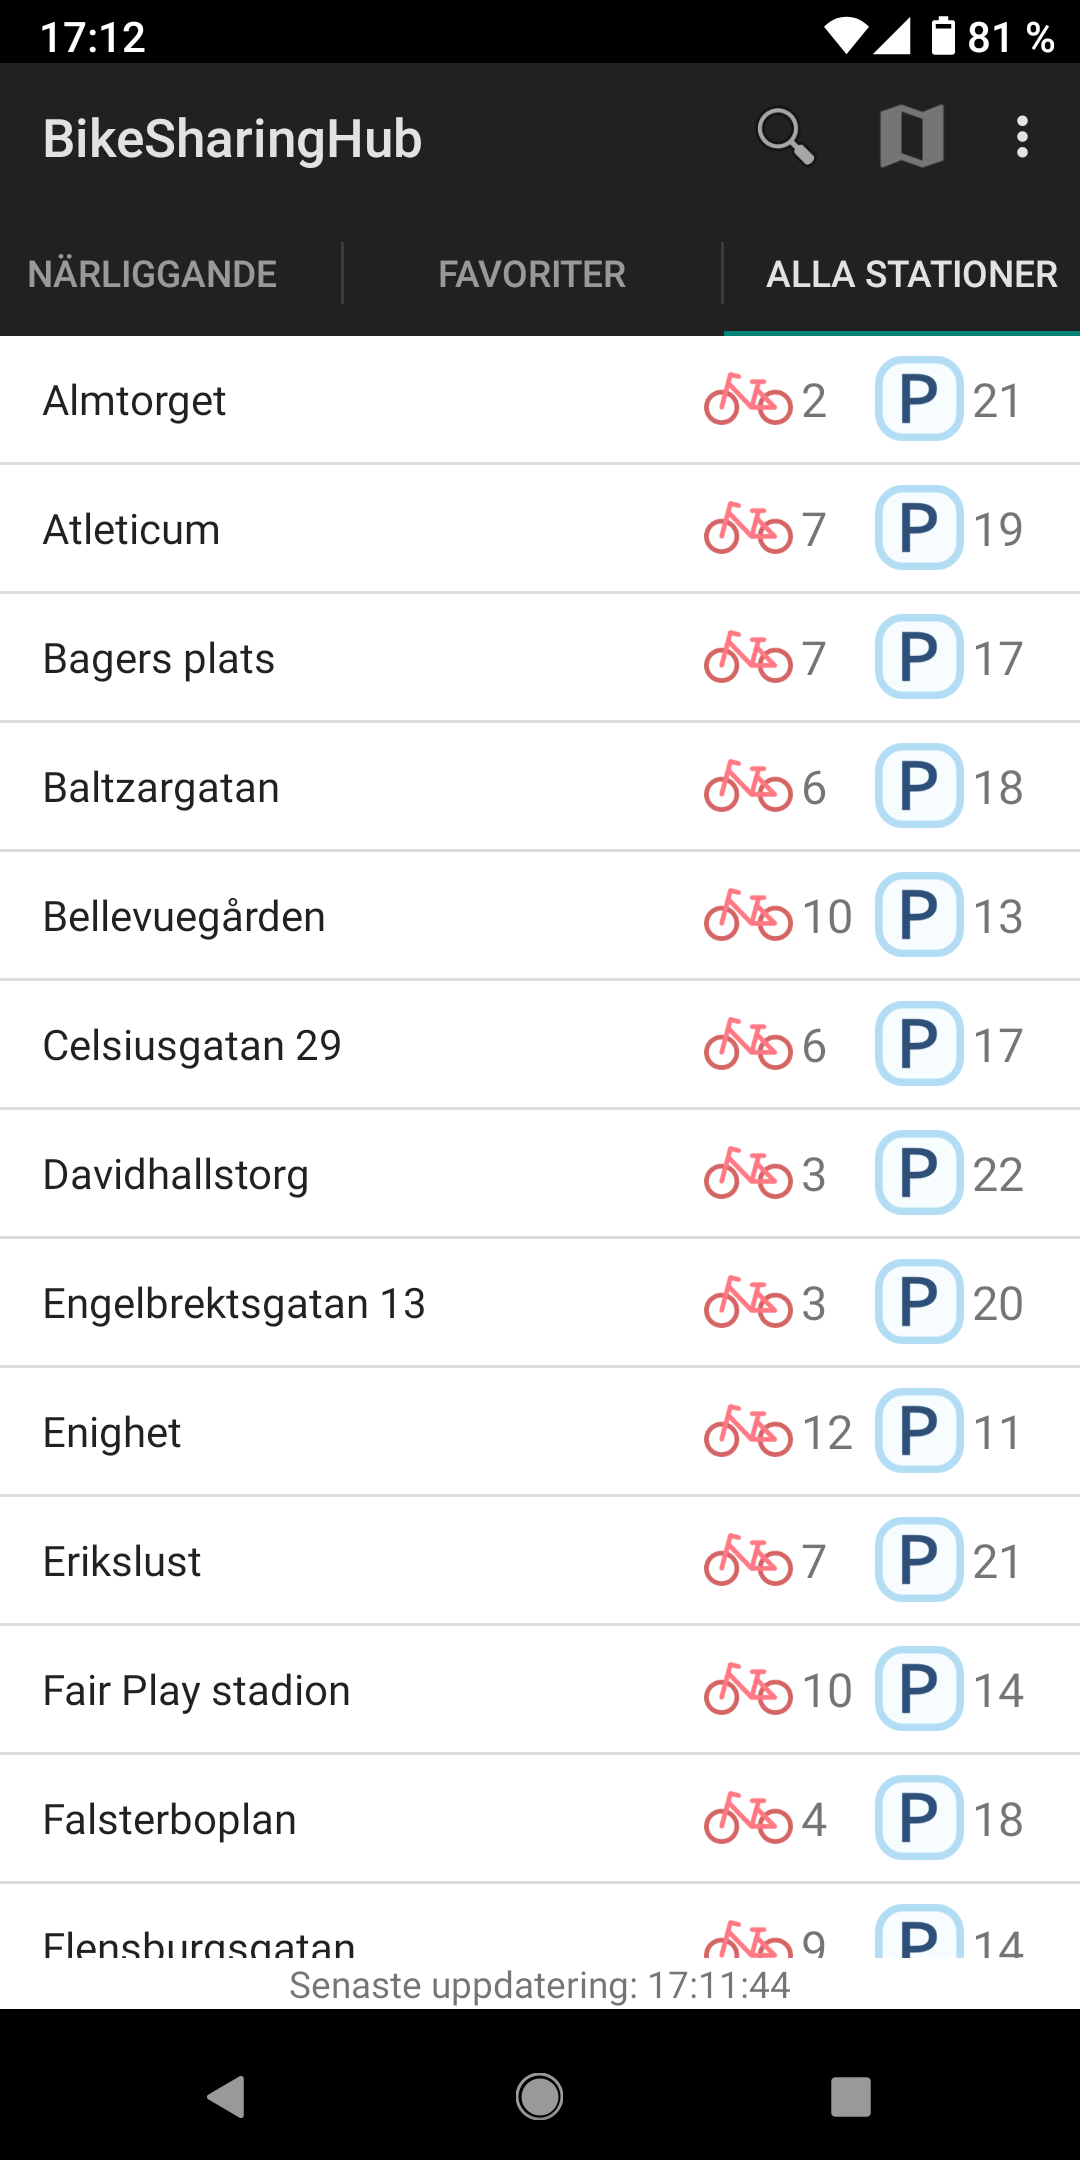 17:12 81 %
BikeSharingHub
NÄRLIGGANDE FAVORITER ALLA STATIONER
Almtorget 2 P 21
Atleticum 7 P 19
Bagers plats 7 P 17
Baltzargatan 6 P 18
Bellevuegården 10 P 13
Celsiusgatan 29 6 P 17
Davidhallstorg 3 P 22
Engelbrektsgatan 13 3 P 20
Enighet 12 P 11
Erikslust 7 P 21
Fair Play stadion 10 P 14
Falsterboplan 4 P 18
Flensburgsgatan 9 P 14
Senaste uppdatering: 17:11:44